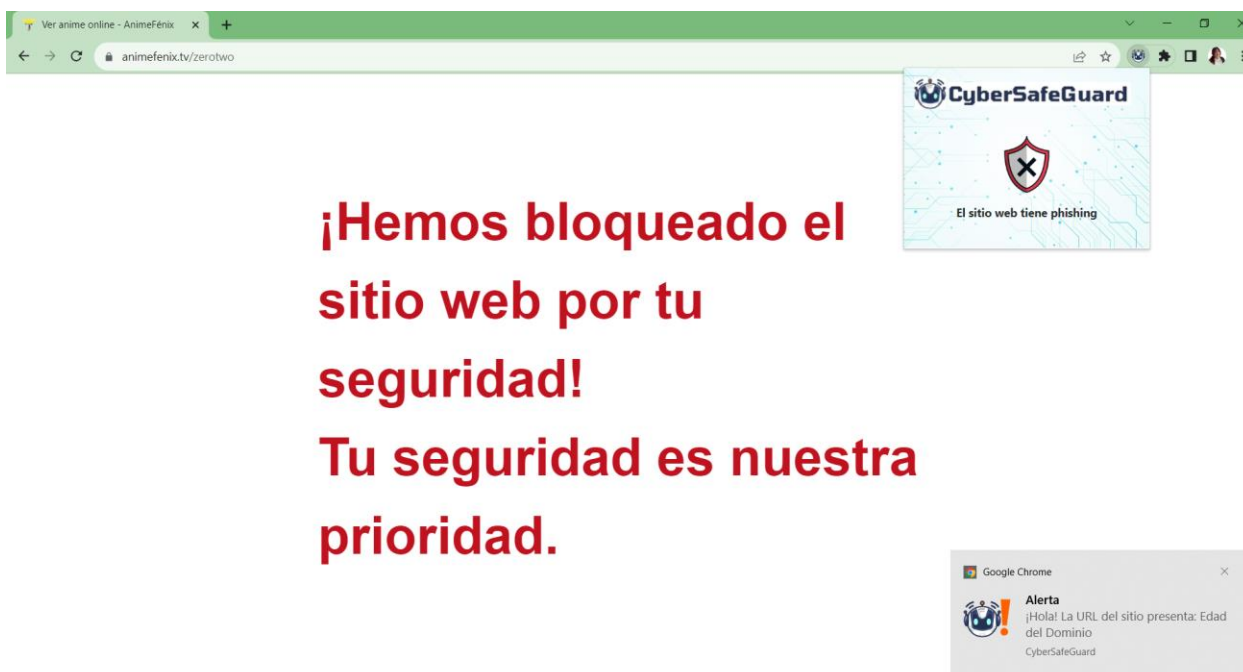 Ver anime online - AnimeFénix
animefenix.tv/zerotwo
CyberSafeGuard
El sitio web tiene phishing
¡Hemos bloqueado el
sitio web por tu
seguridad!
Tu seguridad es nuestra
prioridad.
Google Chrome
Alerta
¡Hola! La URL del sitio presenta: Edad
del Dominio
CyberSafeGuard